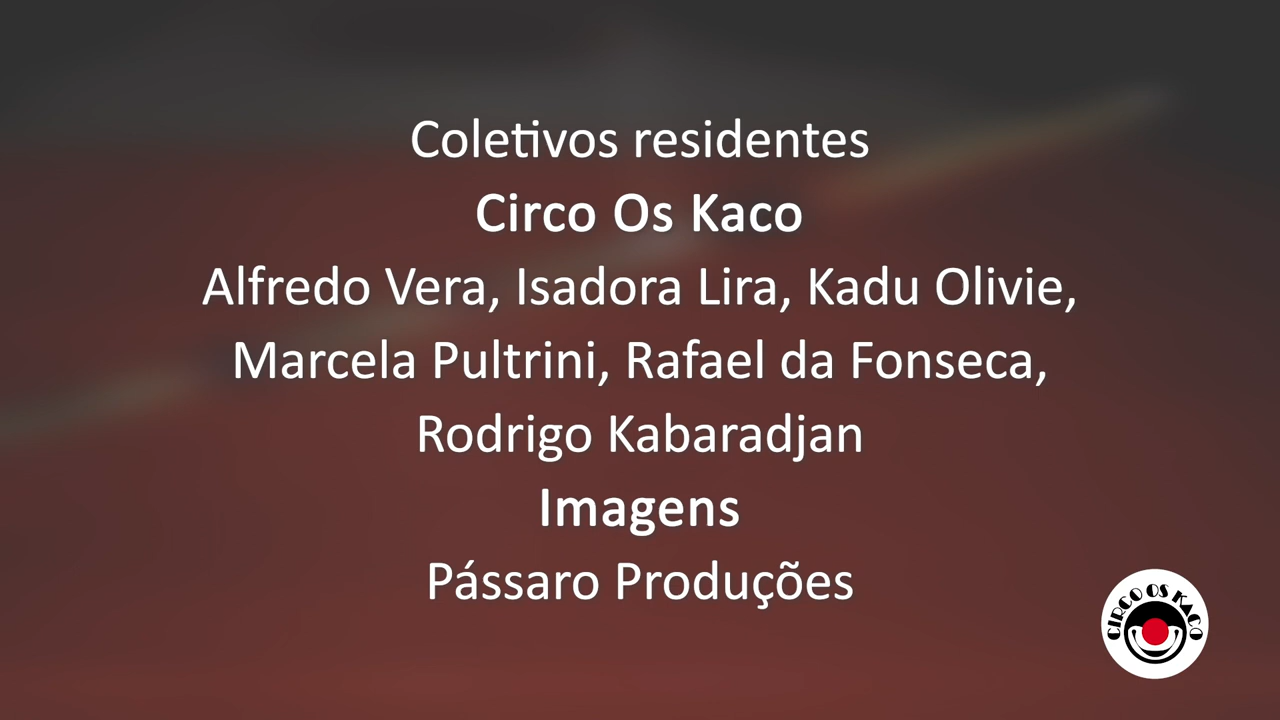 Coletivos residentes
Circo Os Kaco
Alfredo Vera, Isadora Lira, Kadu Olivie,
Marcela Pultrini, Rafael da Fonseca,
Rodrigo Kabaradjan
Imagens
Pássaro Produções
CIRCO OS KACO